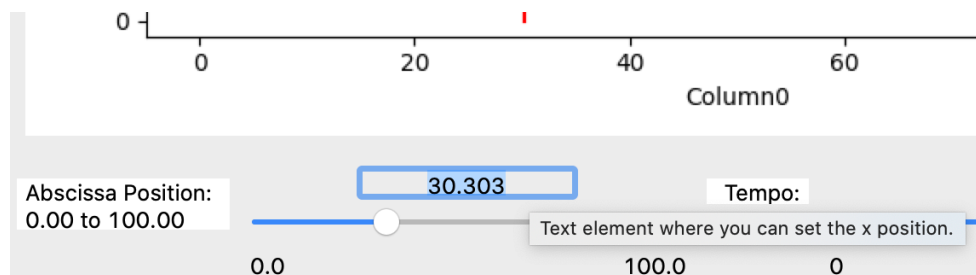 0
0 20 40 60
Column0
30.303
Abscissa Position:
0.00 to 100.00
Tempo:
Text element where you can set the x position.
0.0 100.0 0